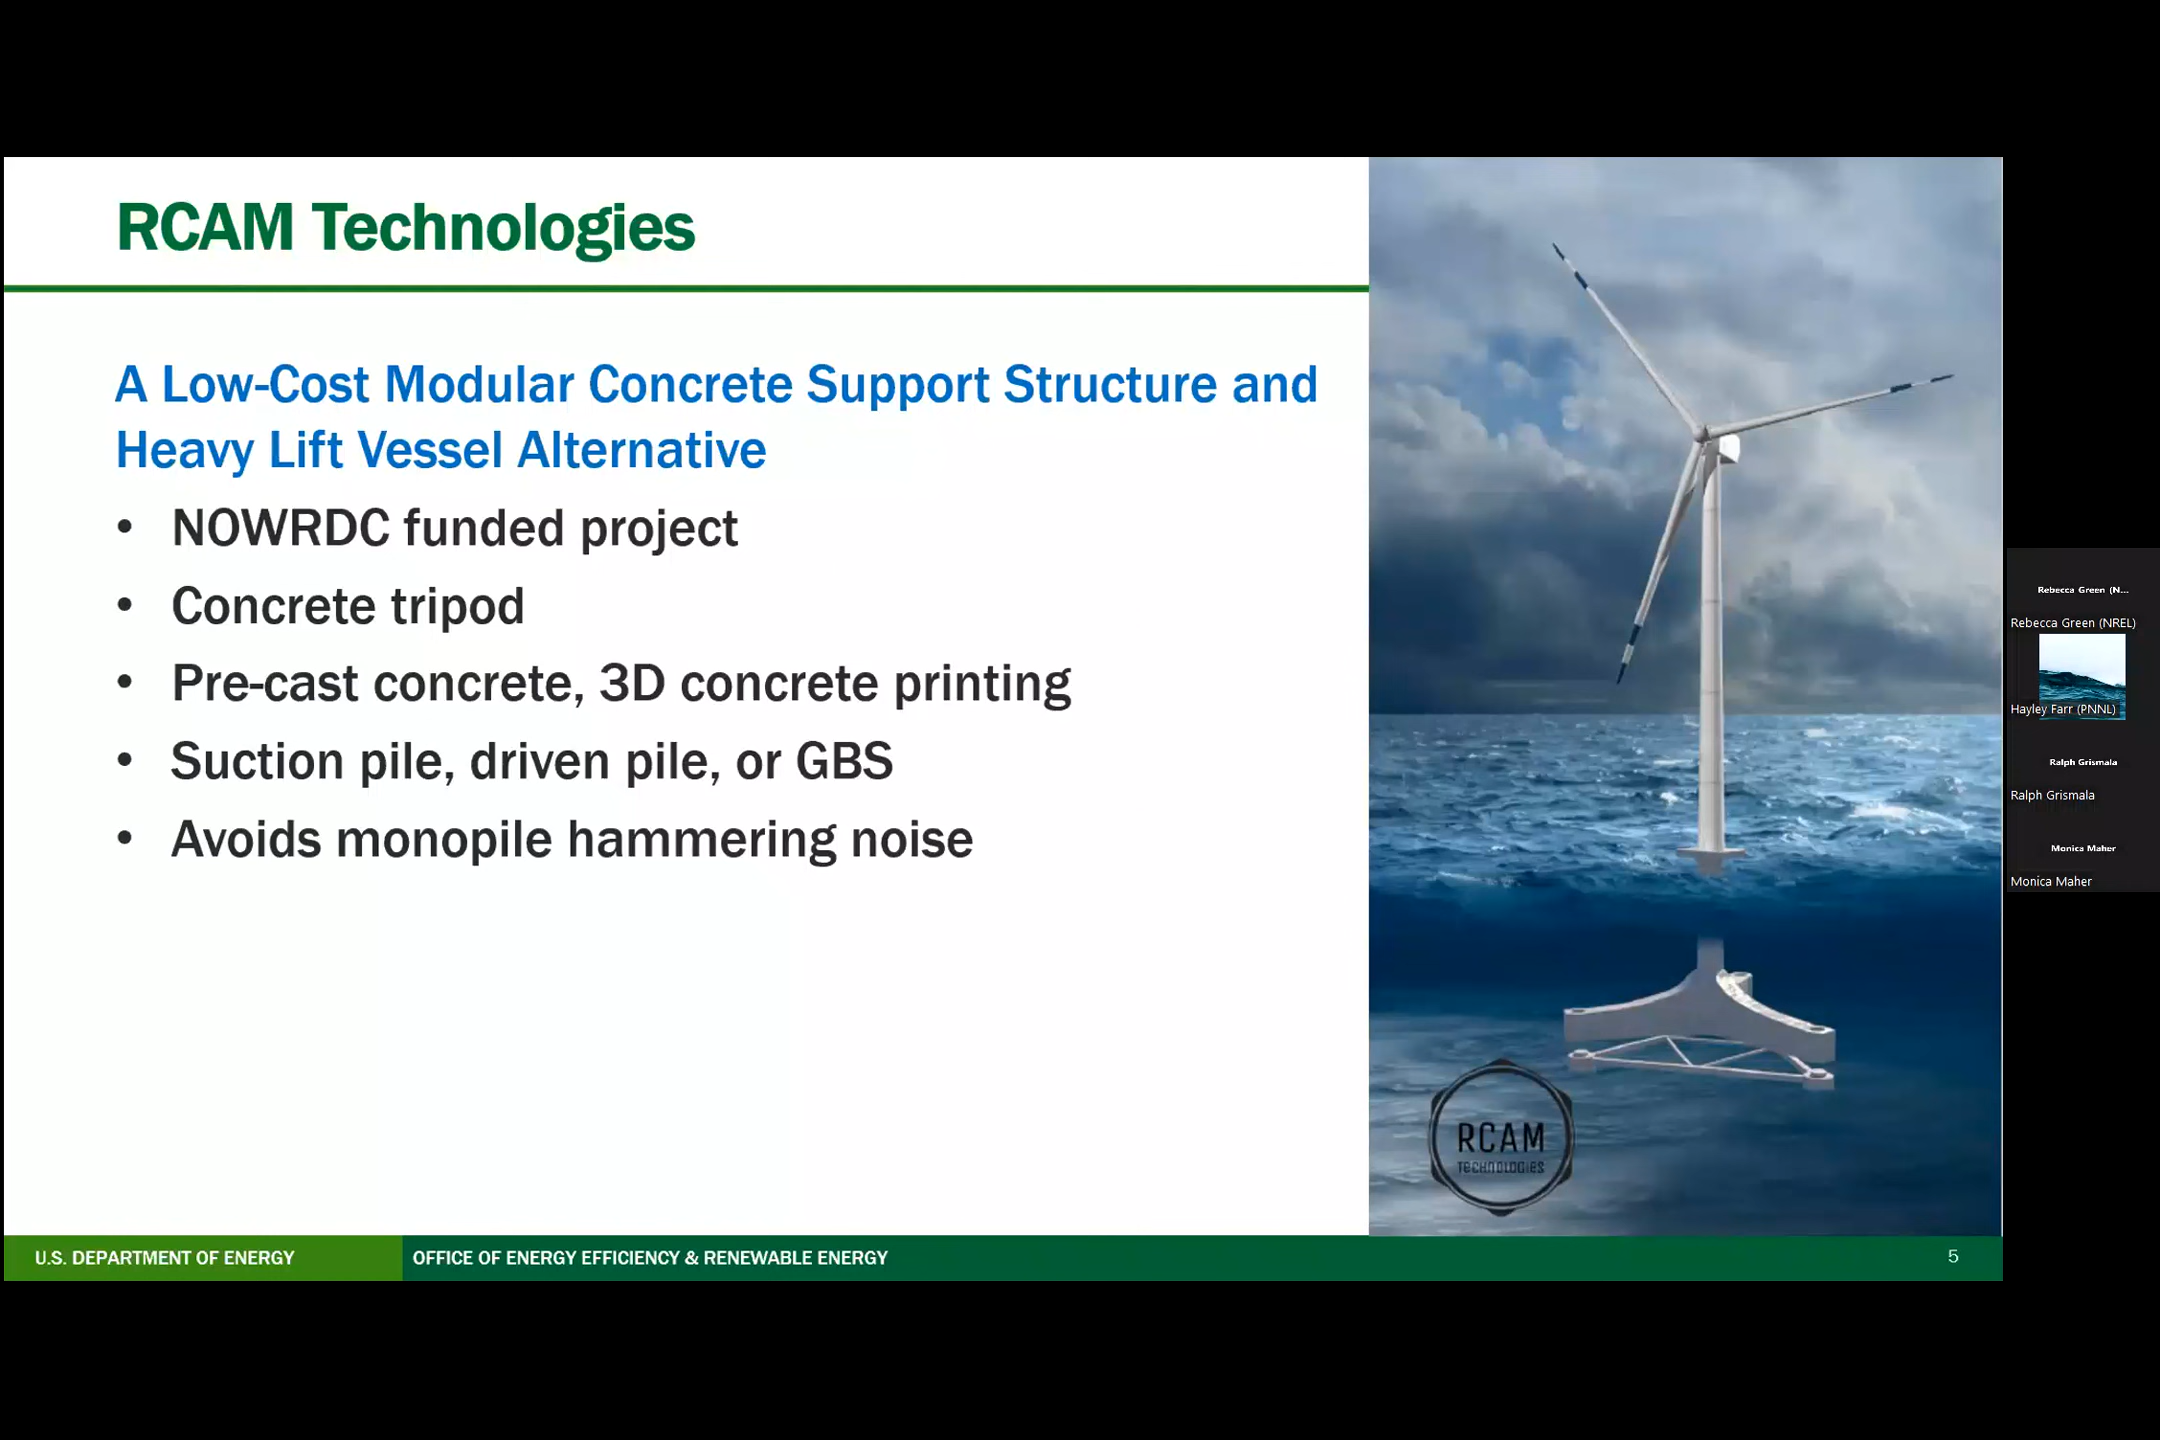 RCAM Technologies
A Low-Cost Modular Concrete Support Structure and
Heavy Lift Vessel Alternative
• NOWRDC funded project
• Concrete tripod
• Pre-cast concrete, 3D concrete printing
• Suction pile, driven pile, or GBS
• Avoids monopile hammering noise
RCAM
TECHNOLOGIES
U.S. DEPARTMENT OF ENERGY
OFFICE OF ENERGY EFFICIENCY & RENEWABLE ENERGY
5
Rebecca Green (N...
Rebecca Green (NREL)
Hayley Farr (PNNL)
Ralph Grismala
Ralph Grismala
Monica Maher
Monica Maher